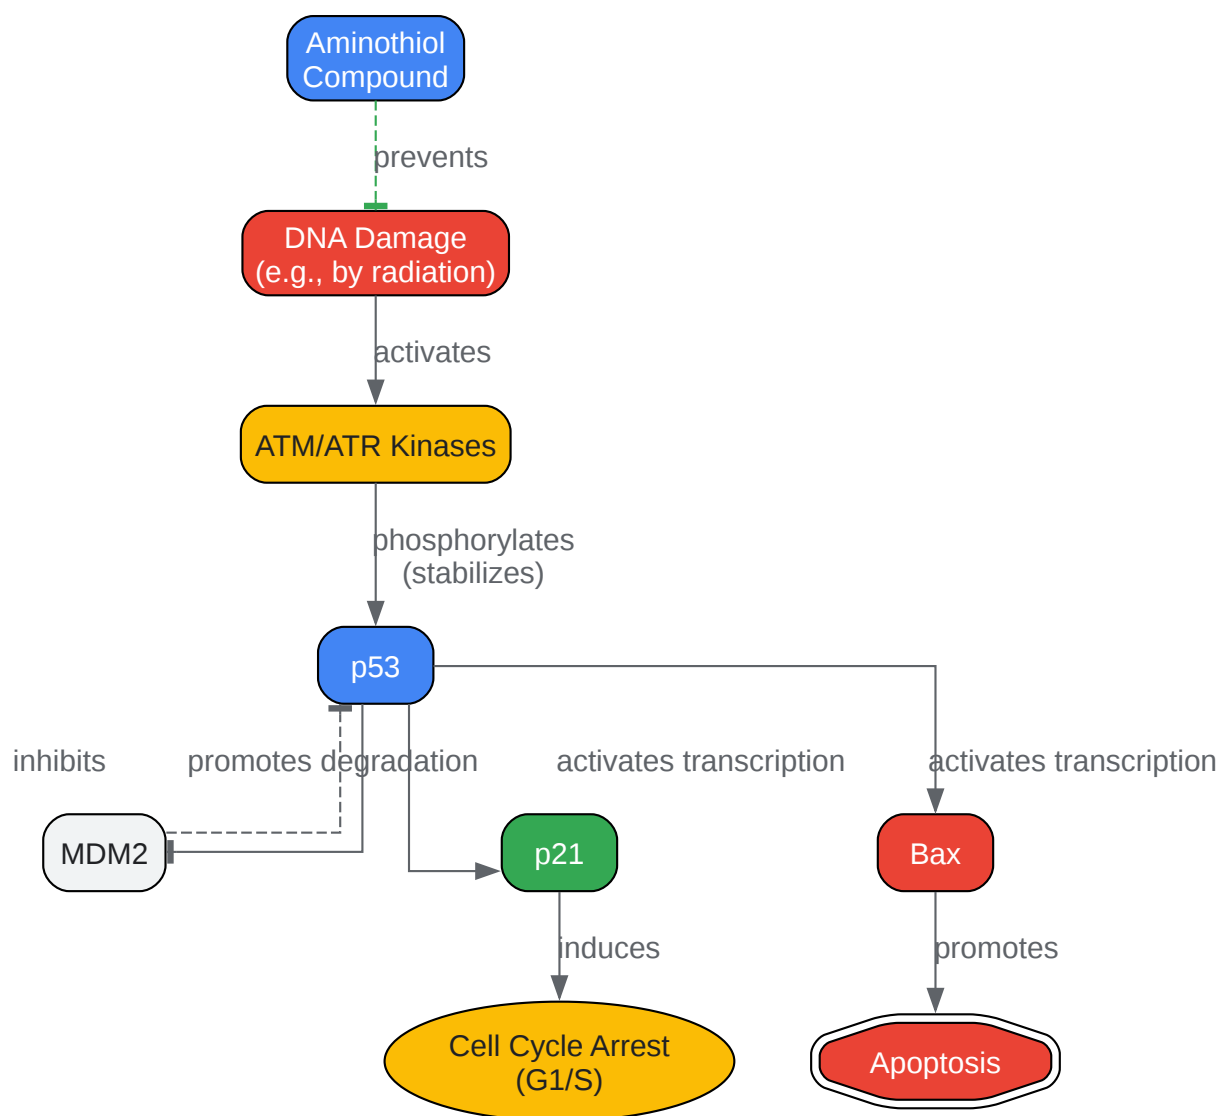 Aminothiol
Compound
prevents
DNA Damage
(e.g., by radiation)
activates
ATM/ATR Kinases
phosphorylates
(stabilizes)
p53
inhibits
promotes degradation
activates transcription
activates transcription
MDM2
p21
Bax
induces
promotes
Cell Cycle Arrest
(G1/S)
Apoptosis